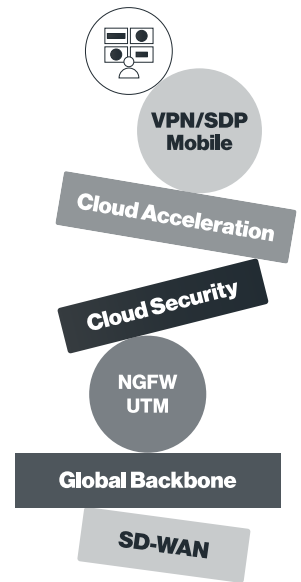 VPN/SDP
Mobile
Cloud Acceleration
Cloud Security
NGFW
UTM
Global Backbone
SD-WAN